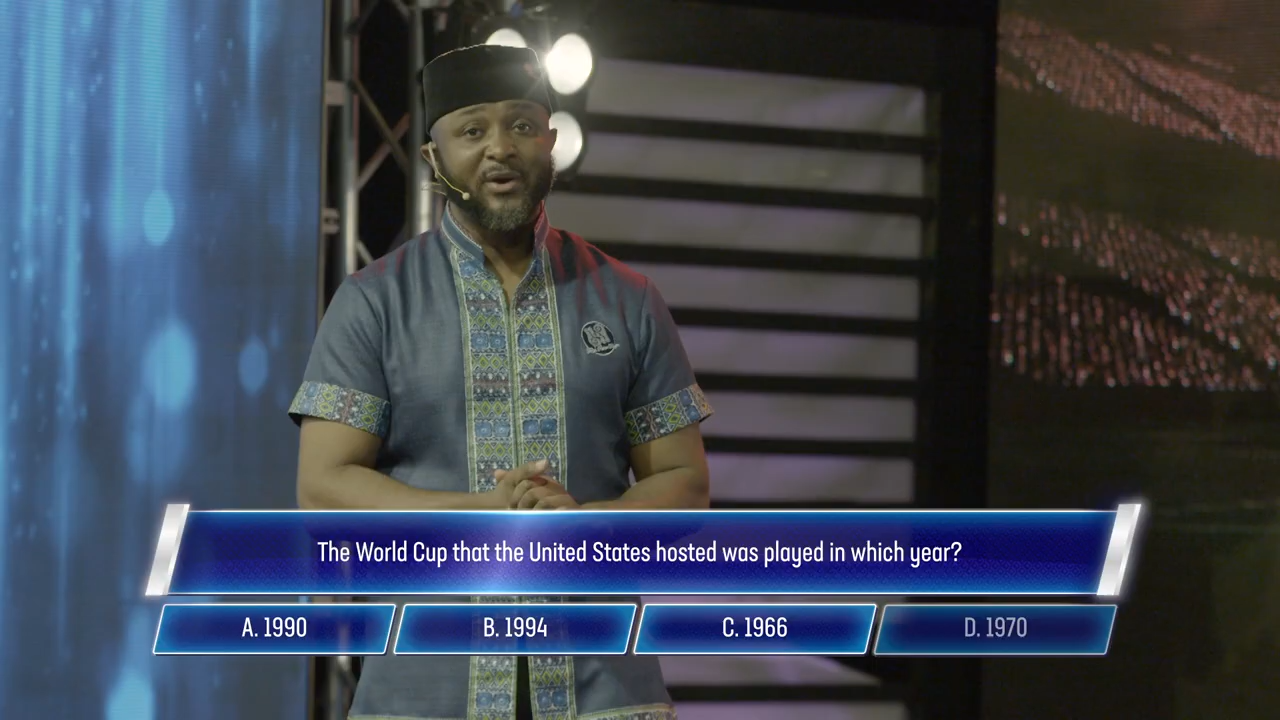 The World Cup that the United States hosted was played in which year?
A. 1990
B. 1994
C. 1966
D. 1970